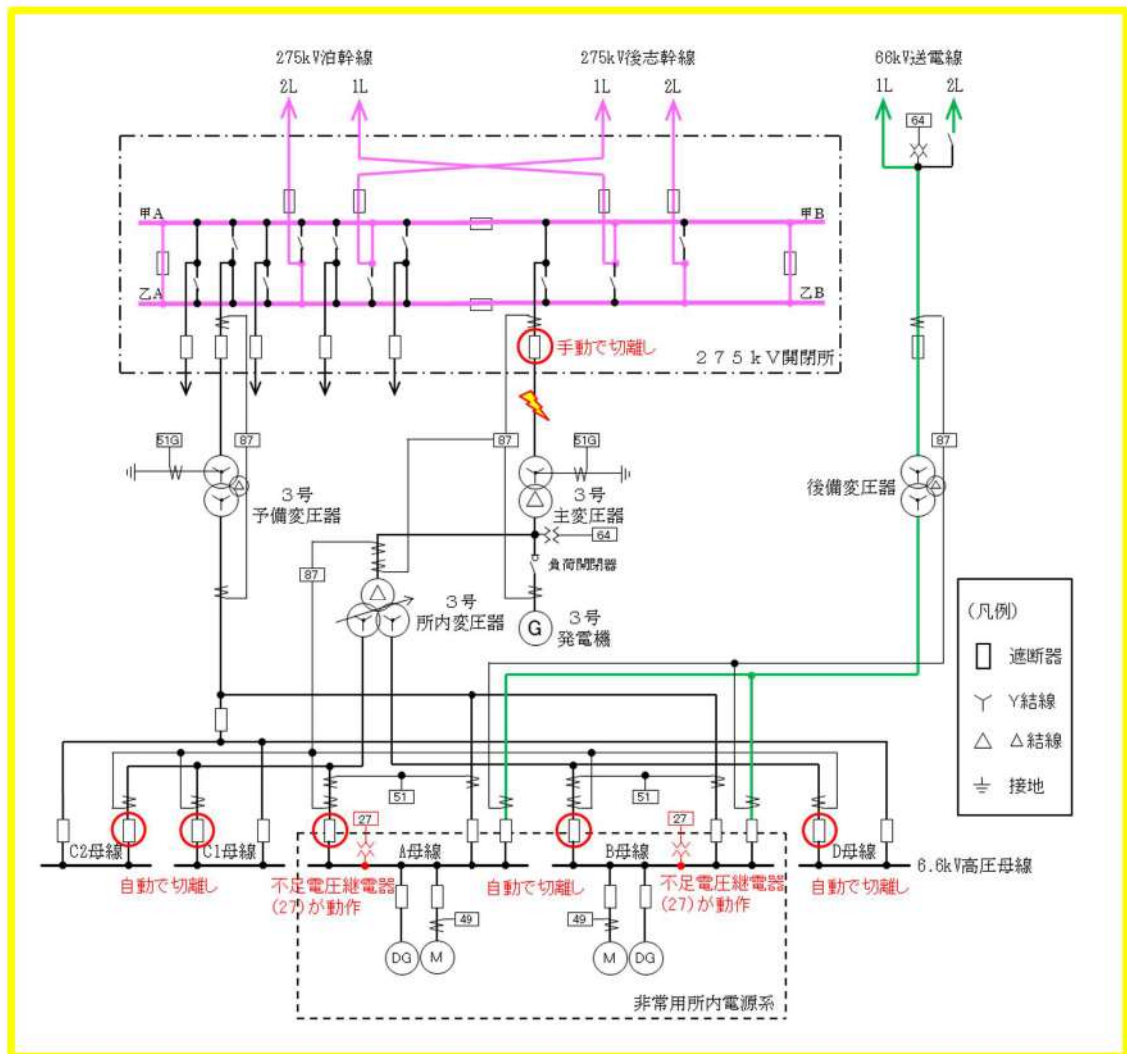 275kV泊幹線
275kV後志幹線
66kV送電線
2L
1L
1L
2L
1L
2L
64
甲A
甲B
乙A
乙B
手動で切離し
275kV開閉所
51G
87
87
51G
87
3号
予備変圧器
3号
主変圧器
後備変圧器
64
87
負荷開閉器
3号
所内変圧器
G
3号
発電機
(凡例)
遮断器
Y結線
△結線
接地
51
51
27
27
C2母線
C1母線
A母線
B母線
D母線
6.6kV高圧母線
自動で切離し
不足電圧継電器
(27)が動作
自動で切離し
不足電圧継電器
(27)が動作
自動で切離し
49
49
DG
M
M
DG
非常用所内電源系